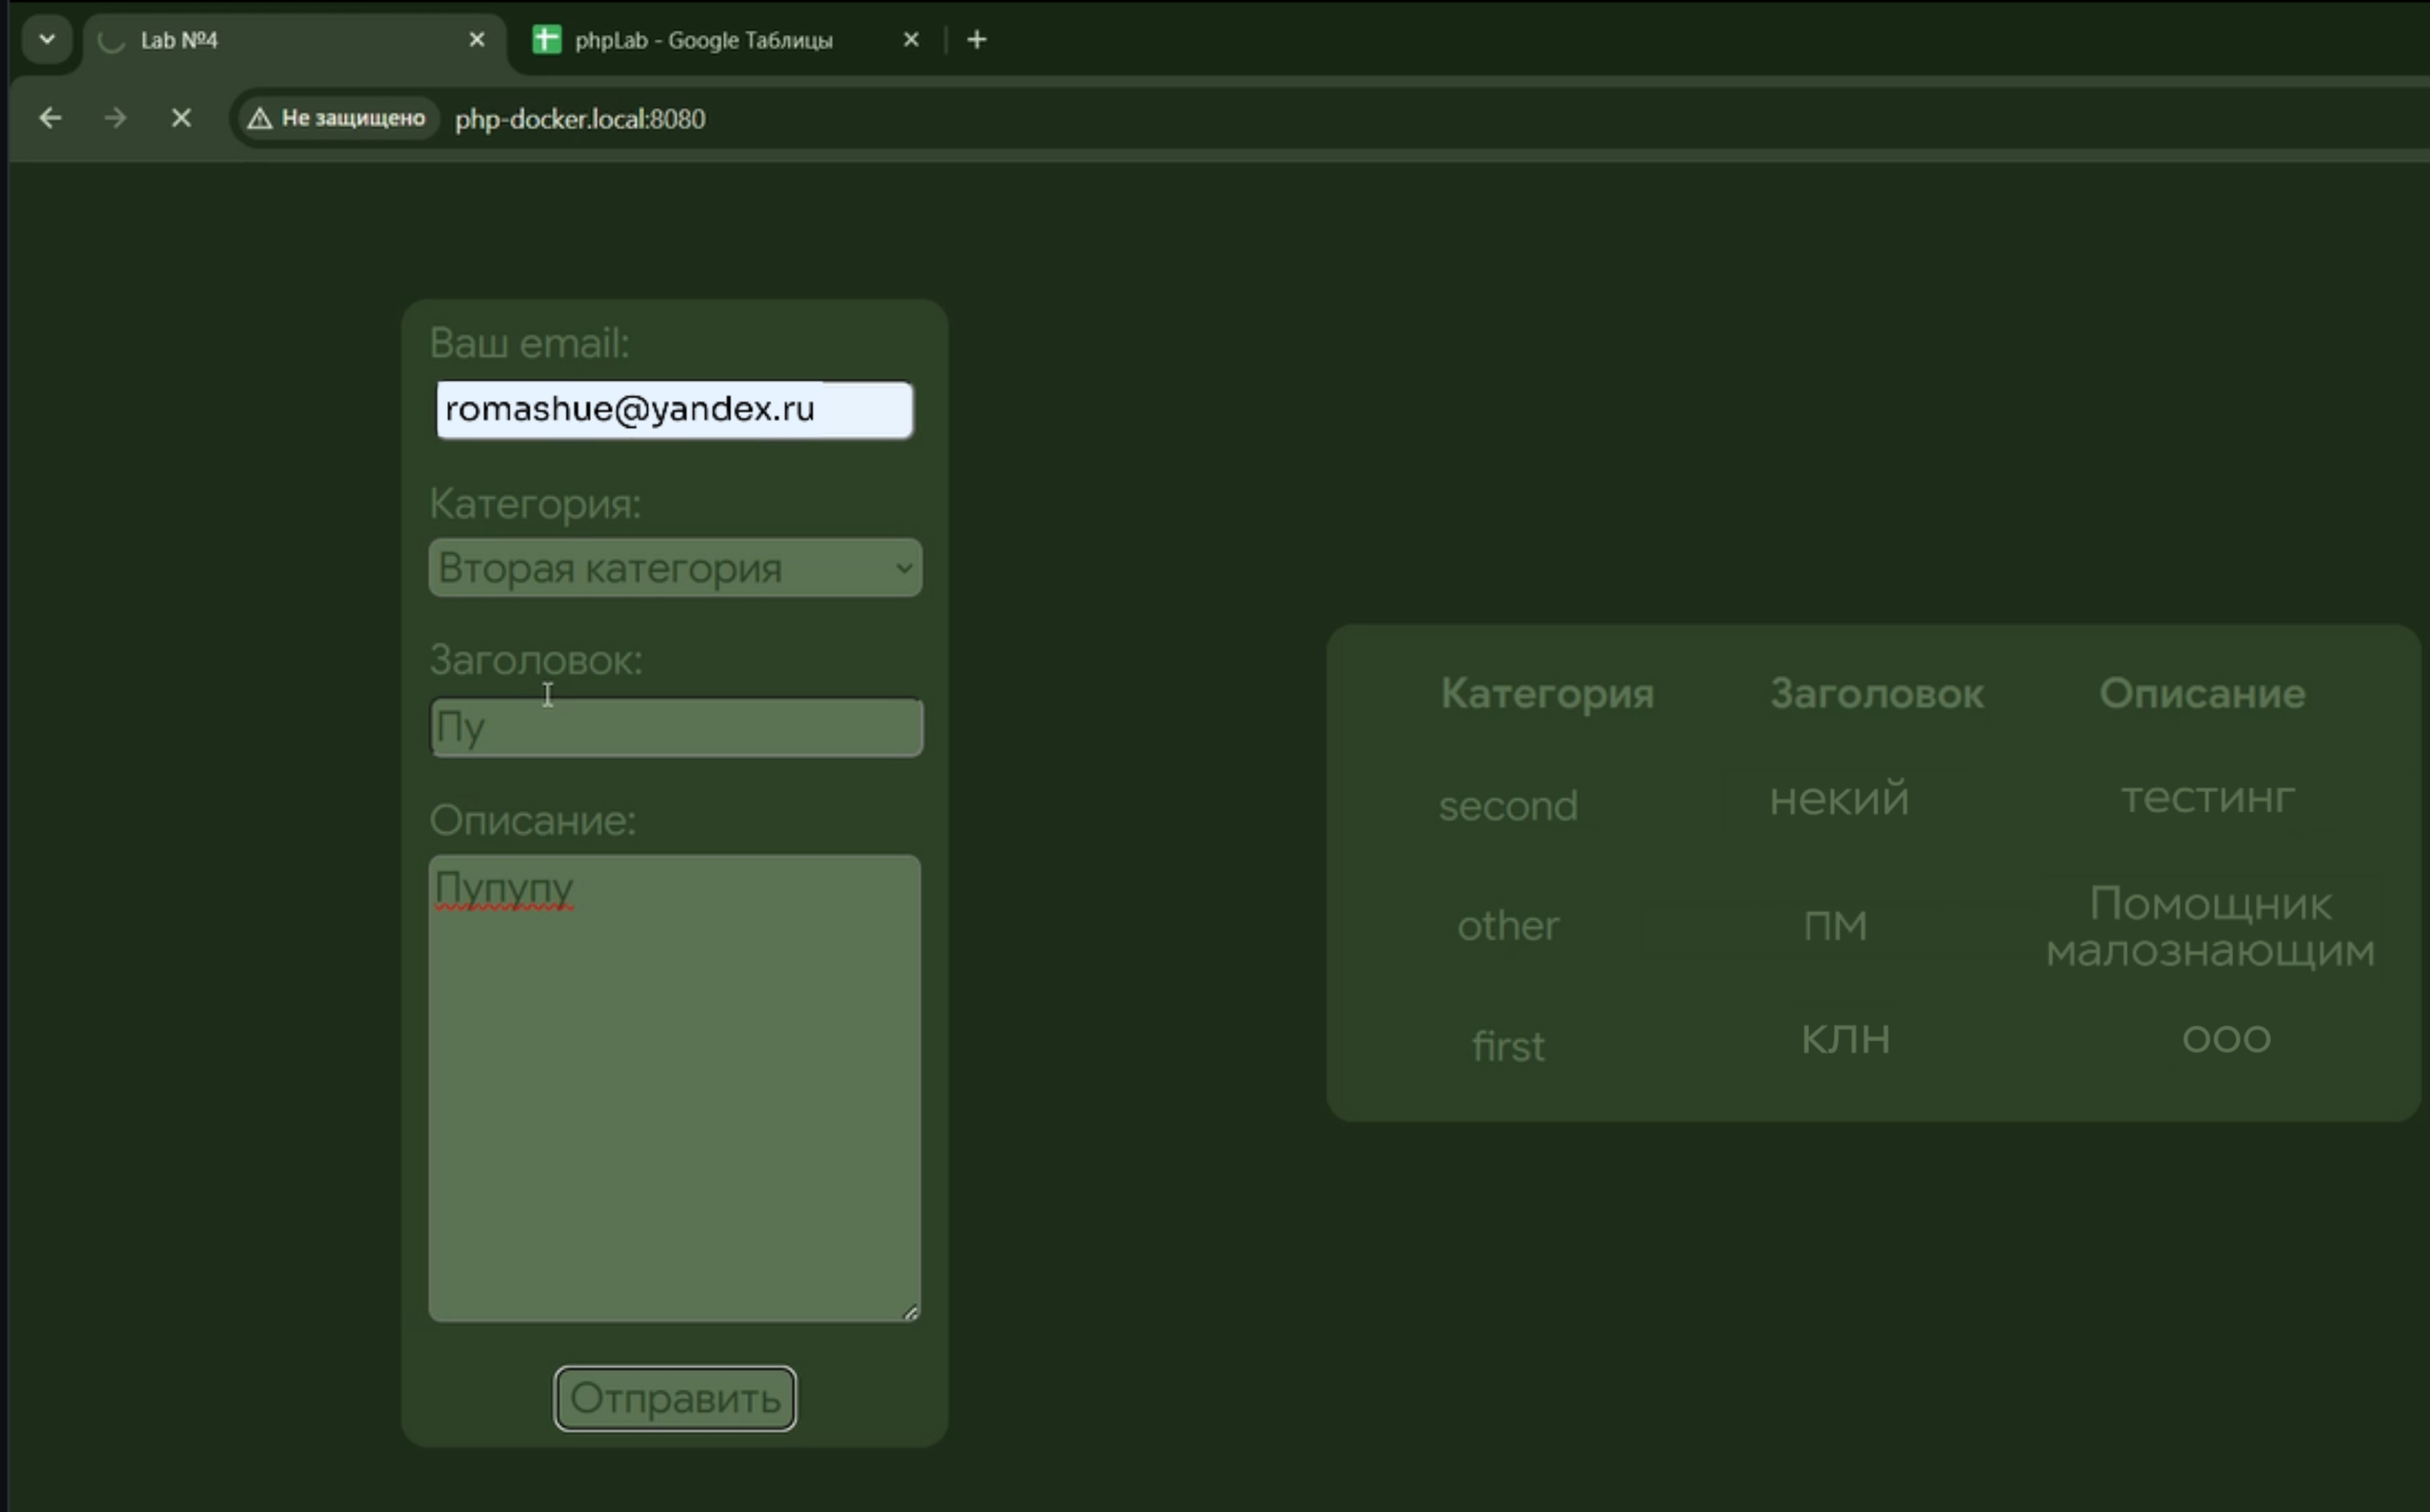 Lab №4
phpLab - Google Таблицы
Не защищено
php-docker.local:8080
Ваш email:
romashue@yandex.ru
Категория:
Вторая категория
Заголовок:
Пу
Описание:
Пупупу
Отправить
Категория Заголовок Описание
second некий тестинг
other ПМ Помощник
малознающим
first КЛН ооо